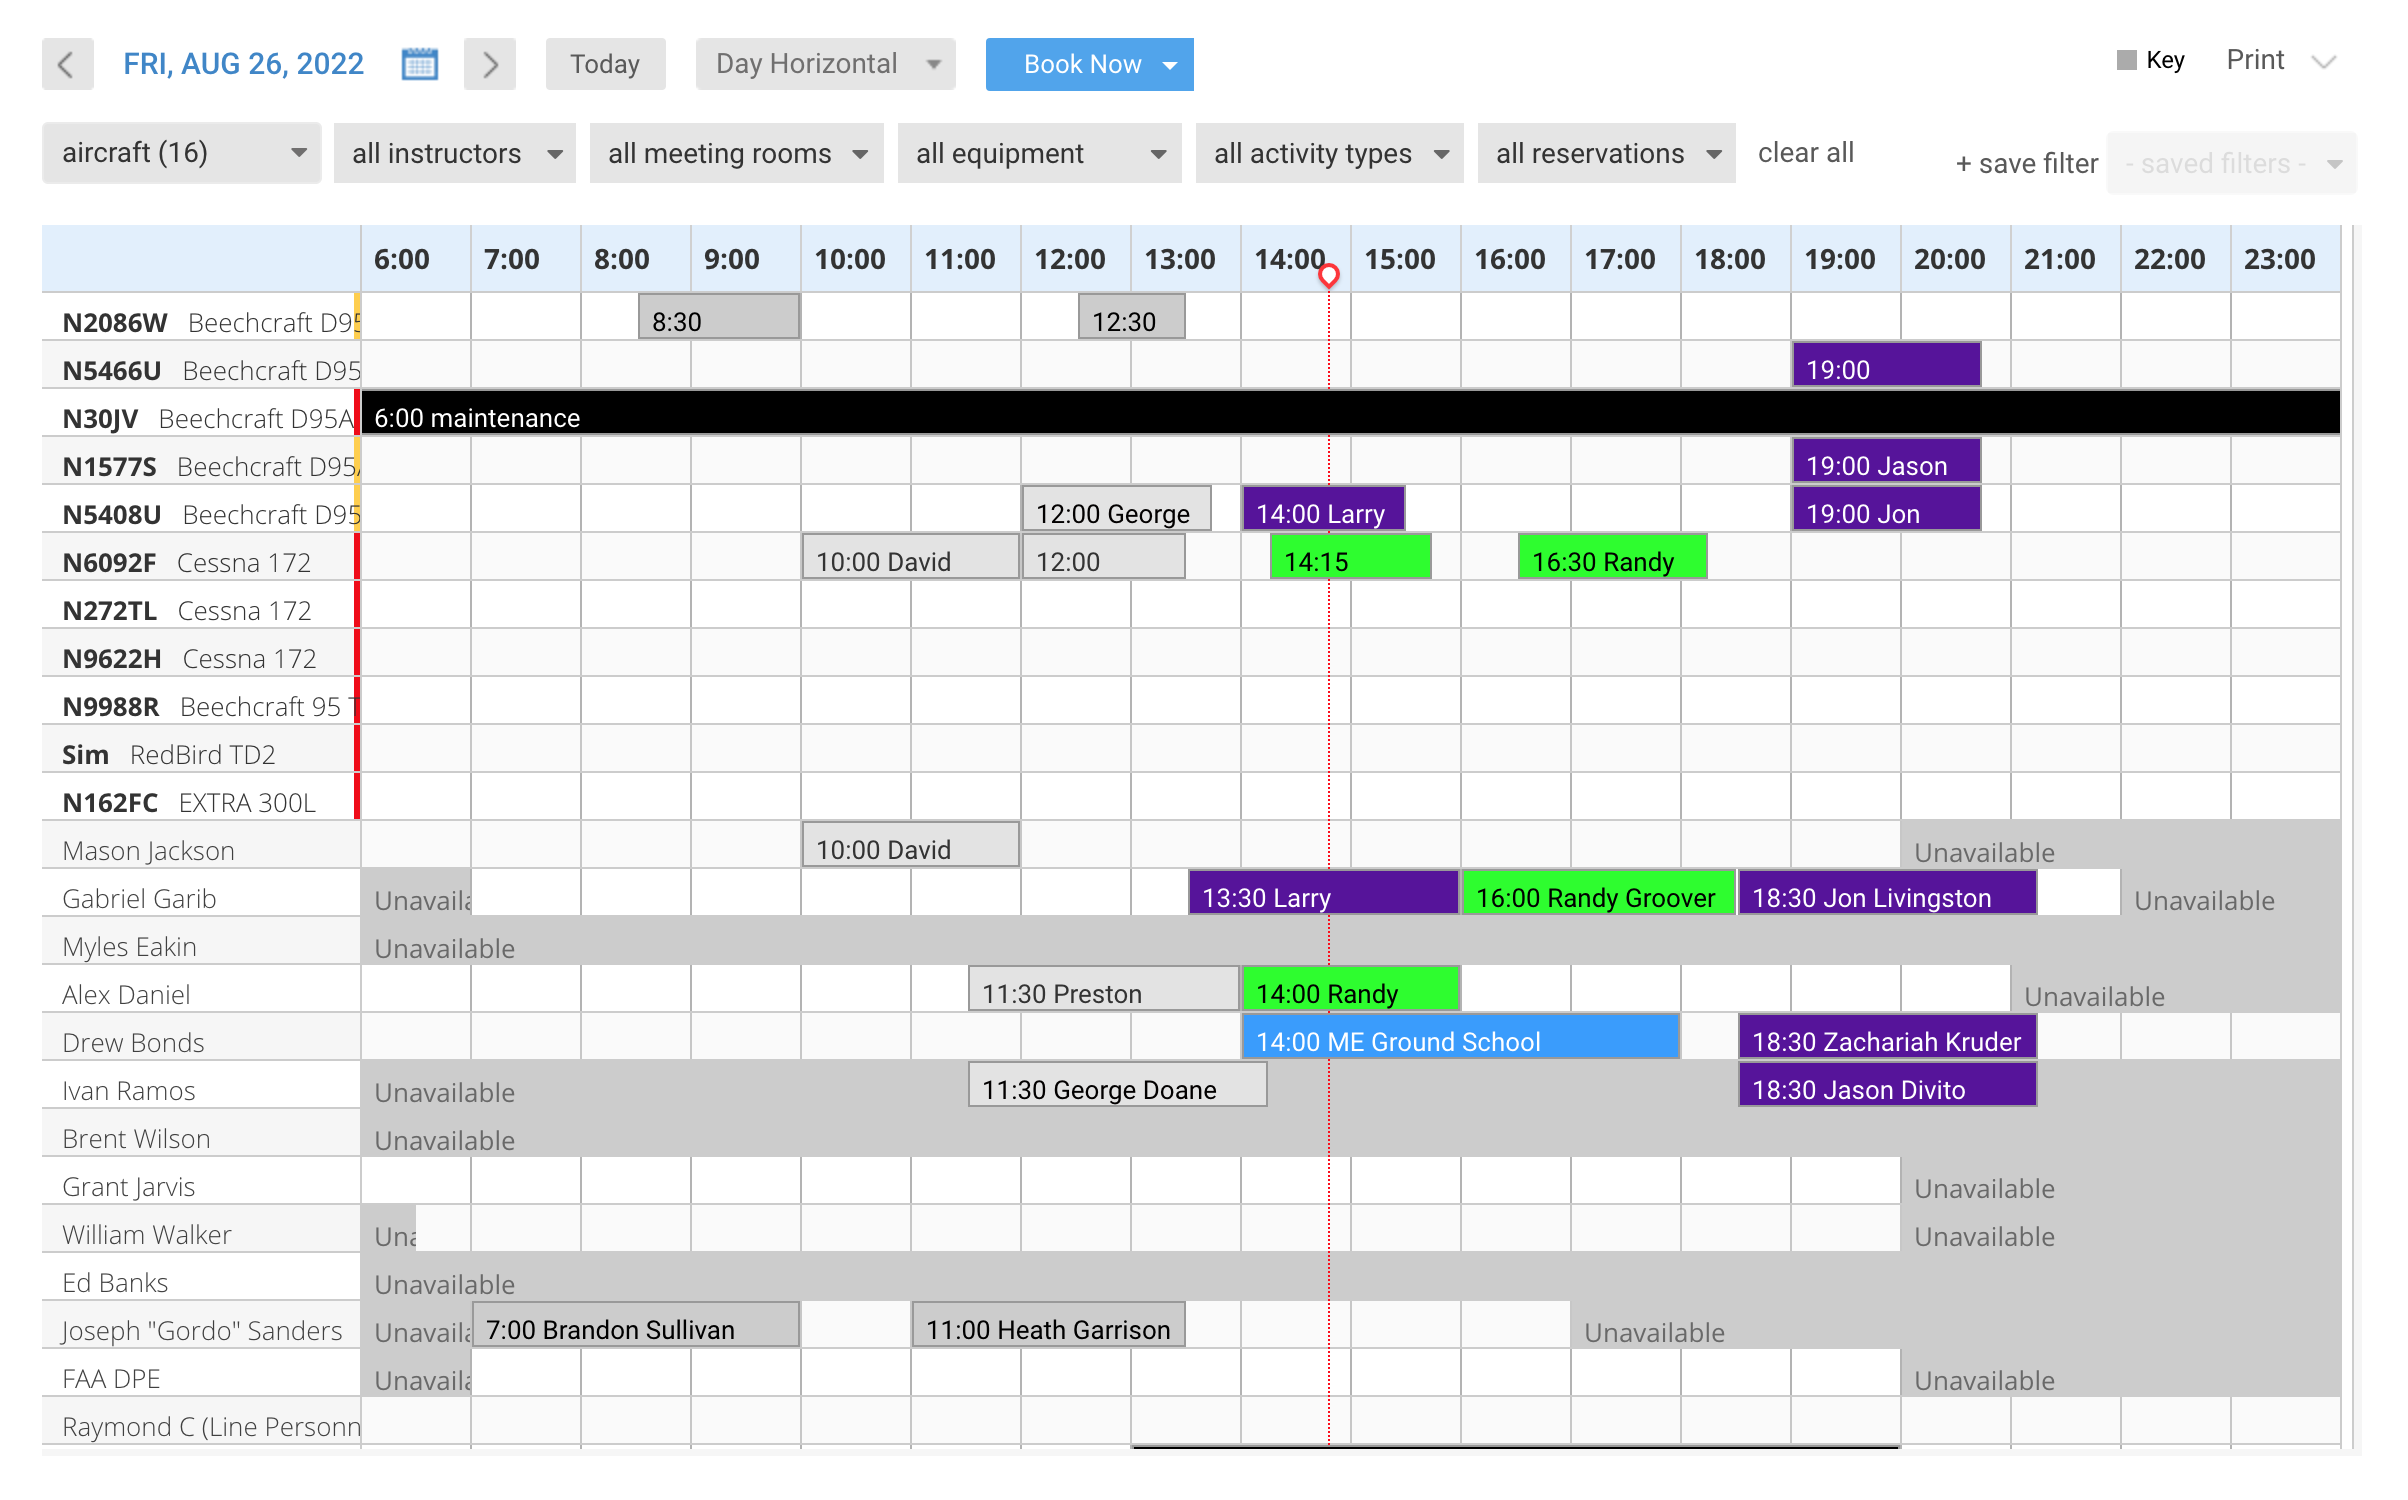 FRI, AUG 26, 2022 Today Day Horizontal Book Now Key Print
aircraft (16) all instructors all meeting rooms all equipment all activity types all reservations clear all + save filter - saved filters -
6:00 7:00 8:00 9:00 10:00 11:00 12:00 13:00 14:00 15:00 16:00 17:00 18:00 19:00 20:00 21:00 22:00 23:00
N2086W Beechcraft D95 8:30 12:30
N5466U Beechcraft D95 19:00
N30JV Beechcraft D95A 6:00 maintenance
N1577S Beechcraft D95A 19:00 Jason
N5408U Beechcraft D95 12:00 George 14:00 Larry 19:00 Jon
N6092F Cessna 172 10:00 David 12:00 14:15 16:30 Randy
N272TL Cessna 172
N9622H Cessna 172
N9988R Beechcraft 95 T
Sim RedBird TD2
N162FC EXTRA 300L
Mason Jackson 10:00 David Unavailable
Gabriel Garib Unavaila 13:30 Larry 16:00 Randy Groover 18:30 Jon Livingston Unavailable
Myles Eakin Unavailable
Alex Daniel 11:30 Preston 14:00 Randy Unavailable
Drew Bonds 14:00 ME Ground School 18:30 Zachariah Kruder
Ivan Ramos Unavailable 11:30 George Doane 18:30 Jason Divito
Brent Wilson Unavailable
Grant Jarvis Unavailable
William Walker Una Unavailable
Ed Banks Unavailable
Joseph "Gordo" Sanders Unavaila 7:00 Brandon Sullivan 11:00 Heath Garrison Unavailable
FAA DPE Unavaila Unavailable
Raymond C (Line Personn